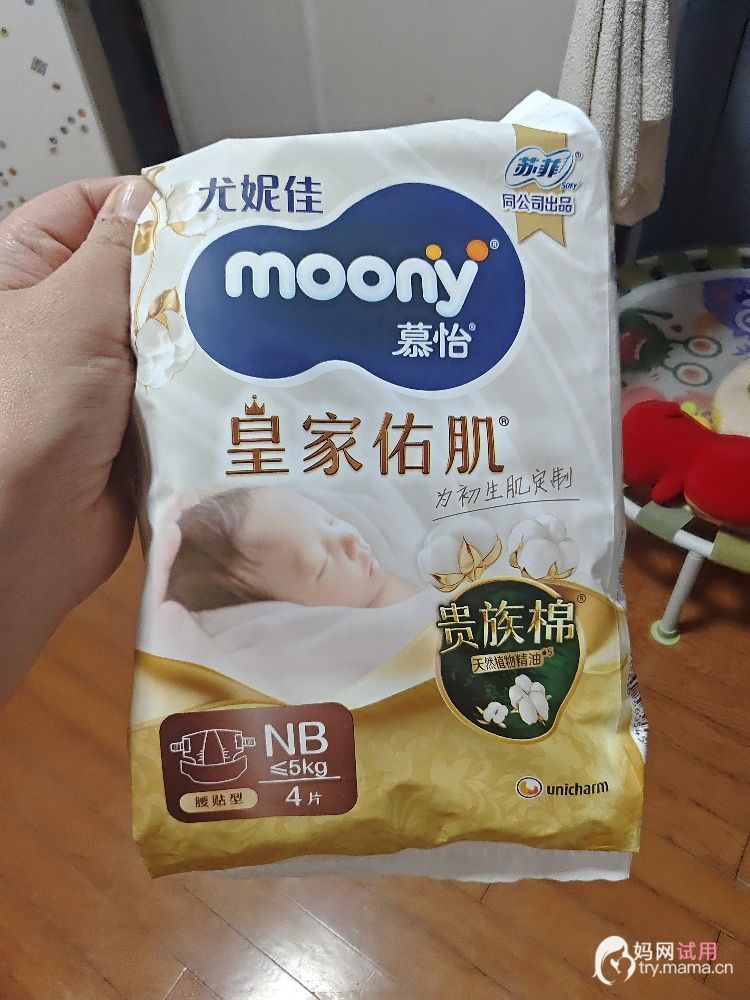 尤妮佳
苏菲®
SOFY
同公司出品
moony®
慕怡®
皇家佑肌®
为初生肌定制
贵族棉®
天然植物精油*5
NB
≤5kg
4片
腰贴型
unicharm
妈网试用
try.mama.cn